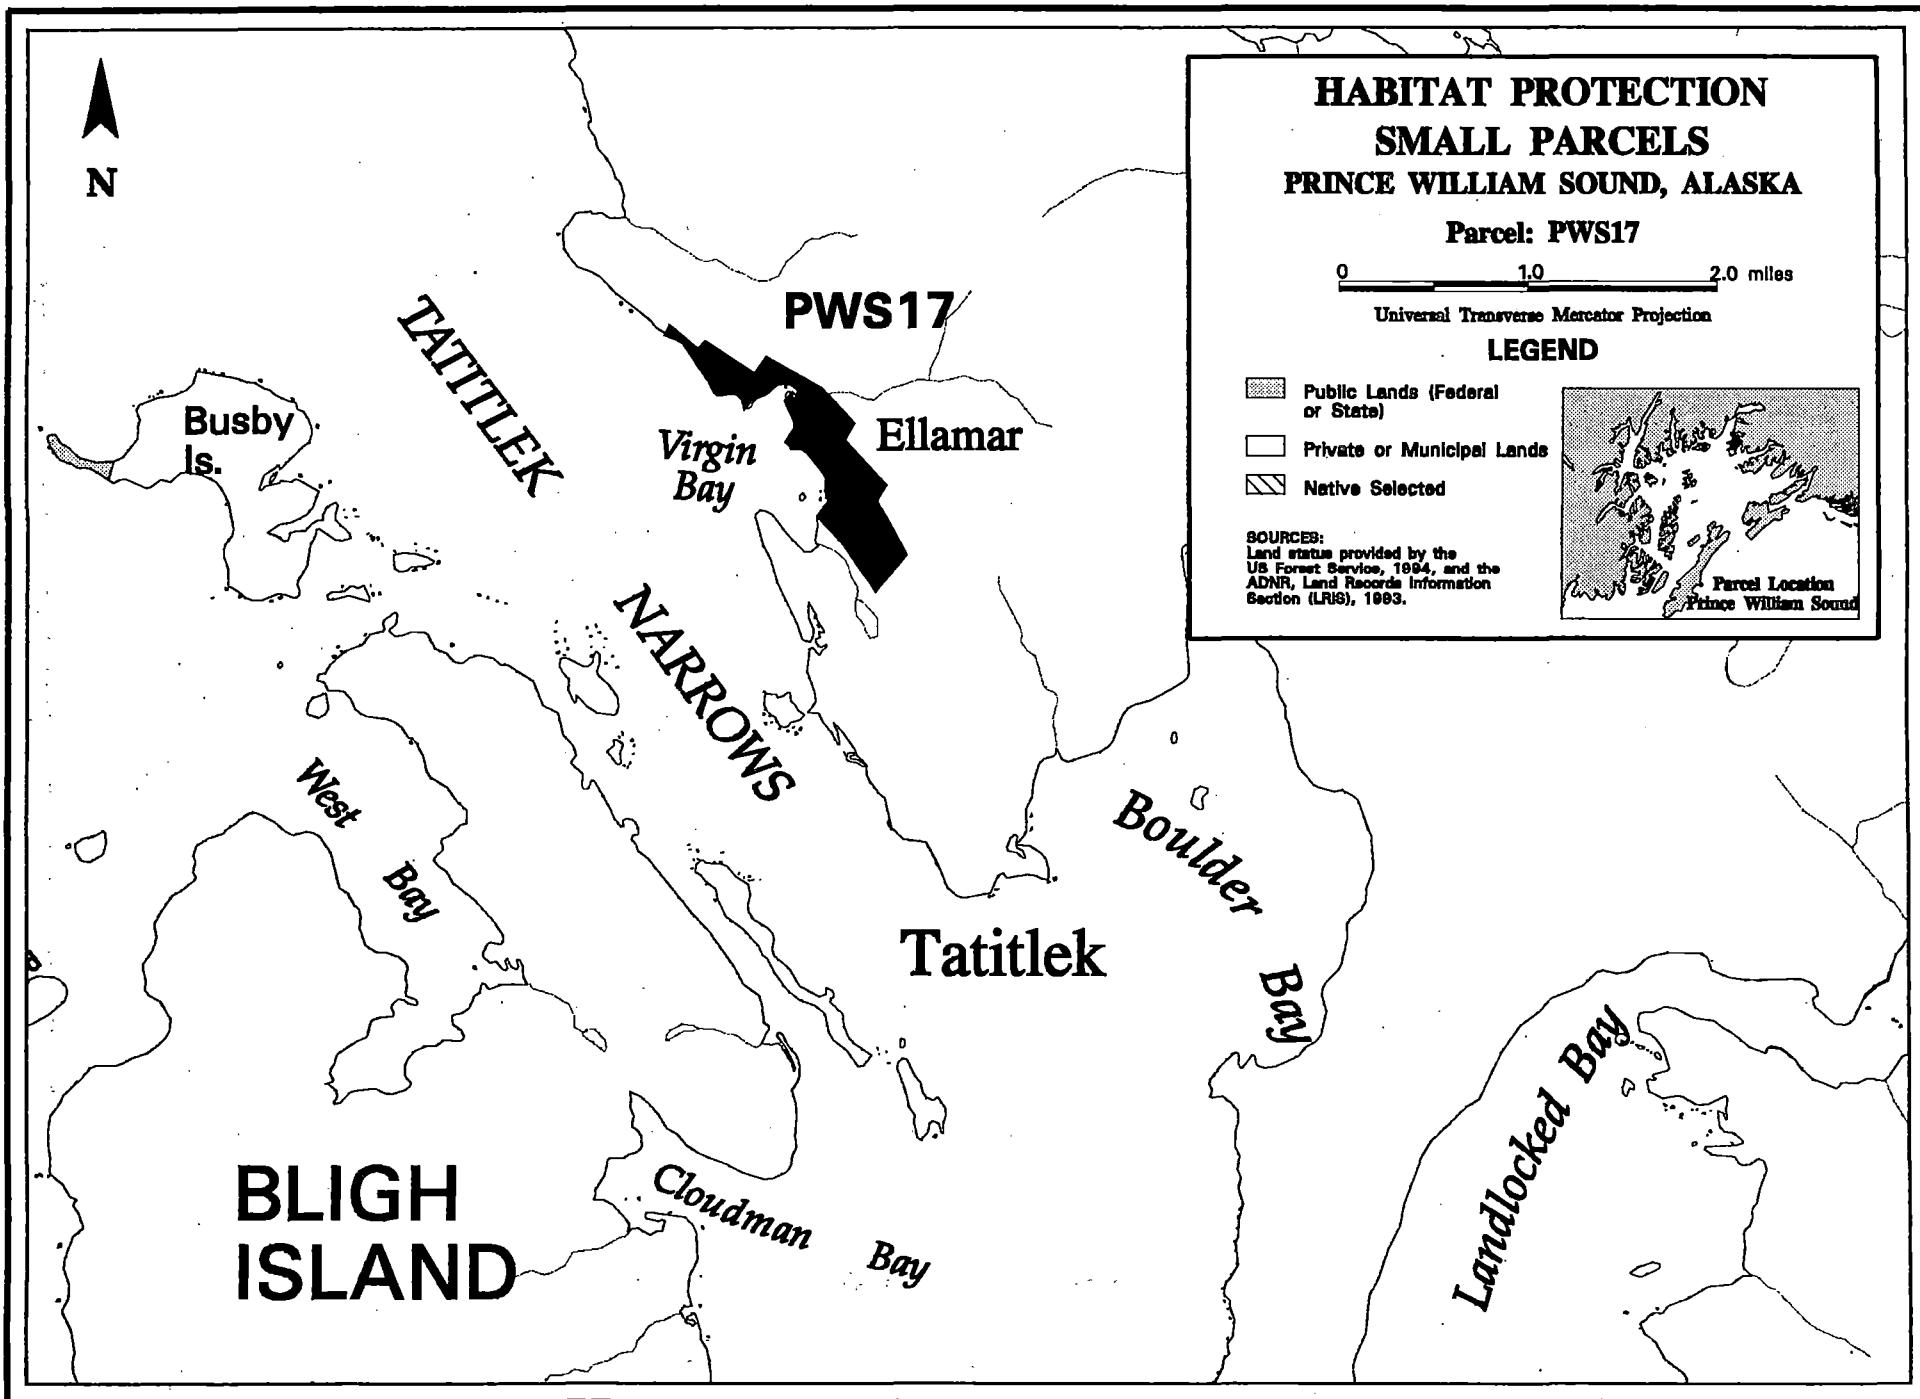 HABITAT PROTECTION
SMALL PARCELS
PRINCE WILLIAM SOUND, ALASKA
Parcel: PWS17
0 1.0 2.0 miles
Universal Transverse Mercator Projection
LEGEND
Public Lands (Federal
or State)
Private or Municipal Lands
Native Selected
SOURCES:
Land status provided by the
US Forest Service, 1994, and the
ADNR, Land Records Information
Section (LRIS), 1993.
Parcel Location
Prince William Sound
N
PWS17
TATITLEK
NARROWS
Busby
Is.
Virgin
Bay
Ellamar
West
Bay
Boulder
Bay
Tatitlek
Landlocked Bay
BLIGH
ISLAND
Cloudman
Bay